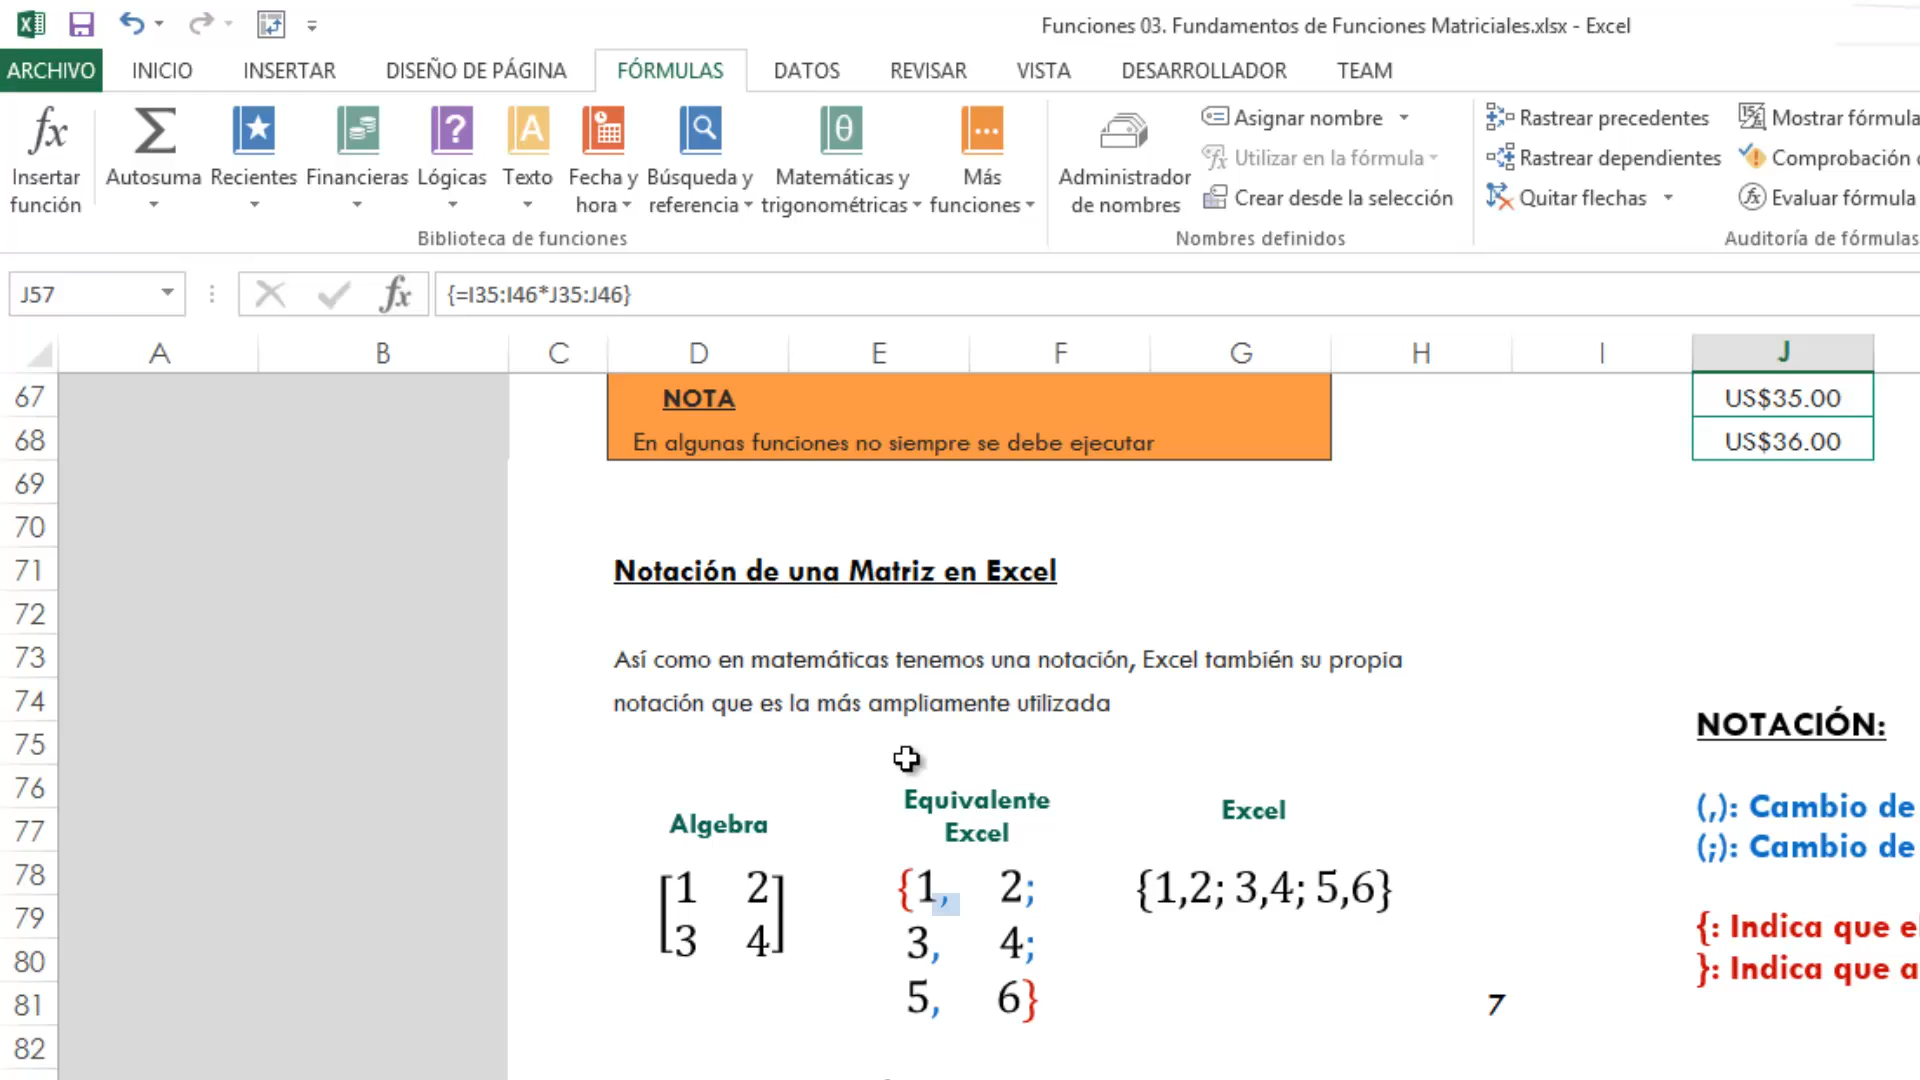 Funciones 03. Fundamentos de Funciones Matriciales.xlsx - Excel
ARCHIVO INICIO INSERTAR DISEÑO DE PÁGINA FÓRMULAS DATOS REVISAR VISTA DESARROLLADOR TEAM
Insertar función
Autosuma
Recientes
Financieras
Lógicas
Texto
Fecha y hora
Búsqueda y referencia
Matemáticas y trigonométricas
Más funciones
Biblioteca de funciones
Administrador de nombres
Asignar nombre
Utilizar en la fórmula
Crear desde la selección
Nombres definidos
Rastrear precedentes
Rastrear dependientes
Quitar flechas
Mostrar fórmula
Comprobación
Evaluar fórmula
Auditoría de fórmulas
J57 fx {=I35:I46*J35:J46}
A B C D E F G H I J
67 NOTA US$35.00
68 En algunas funciones no siempre se debe ejecutar US$36.00
69
70
71 Notación de una Matriz en Excel
72
73 Así como en matemáticas tenemos una notación, Excel también su propia
74 notación que es la más ampliamente utilizada
NOTACIÓN:
75
76 Equivalente
77 Algebra Excel Excel
(,): Cambio de
(;): Cambio de
78 [1 2 {1, 2; {1,2; 3,4; 5,6}
79
{: Indica que el
80 3 4] 3, 4;
}: Indica que a
81 5, 6} 7
82